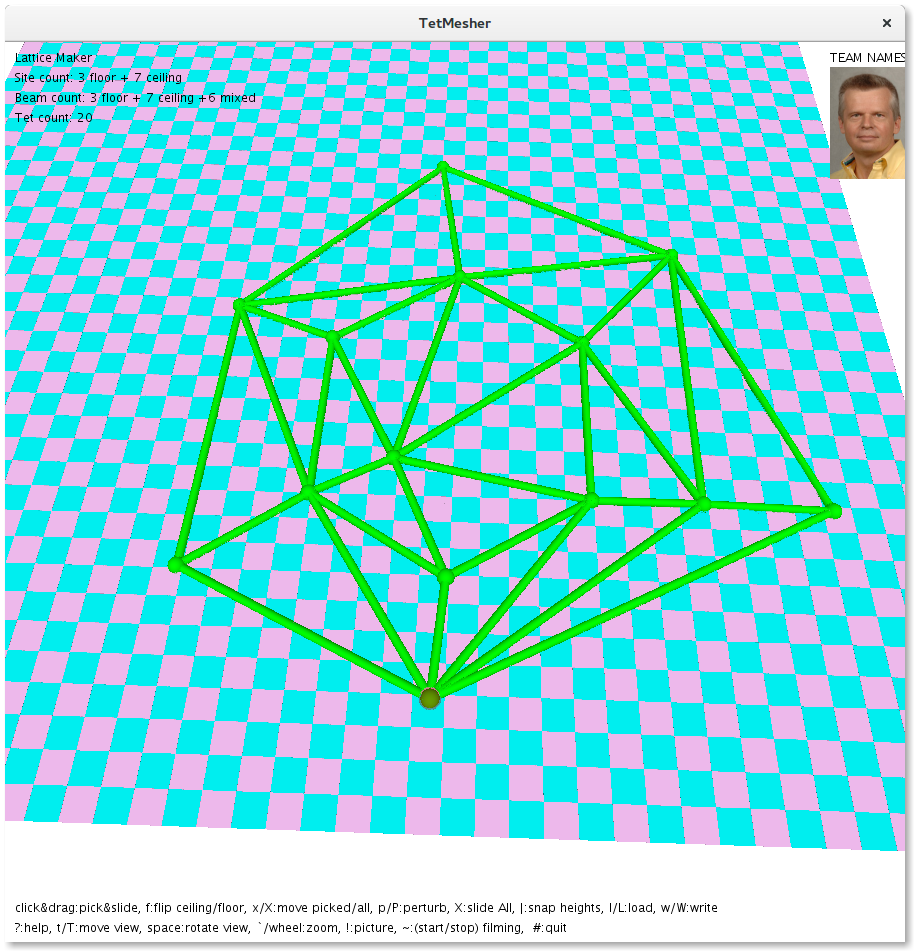 TetMesher
Lattice Maker
Site count: 3 floor + 7 ceiling
Beam count: 3 floor + 7 ceiling +6 mixed
Tet count: 20
TEAM NAMES
click&drag:pick&slide, f:flip ceiling/floor, x/X:move picked/all, p/P:perturb, X:slide All, |:snap heights, l/L:load, w/W:write
?:help, t/T:move view, space:rotate view, `/wheel:zoom, !:picture, ~:(start/stop) filming,  #:quit